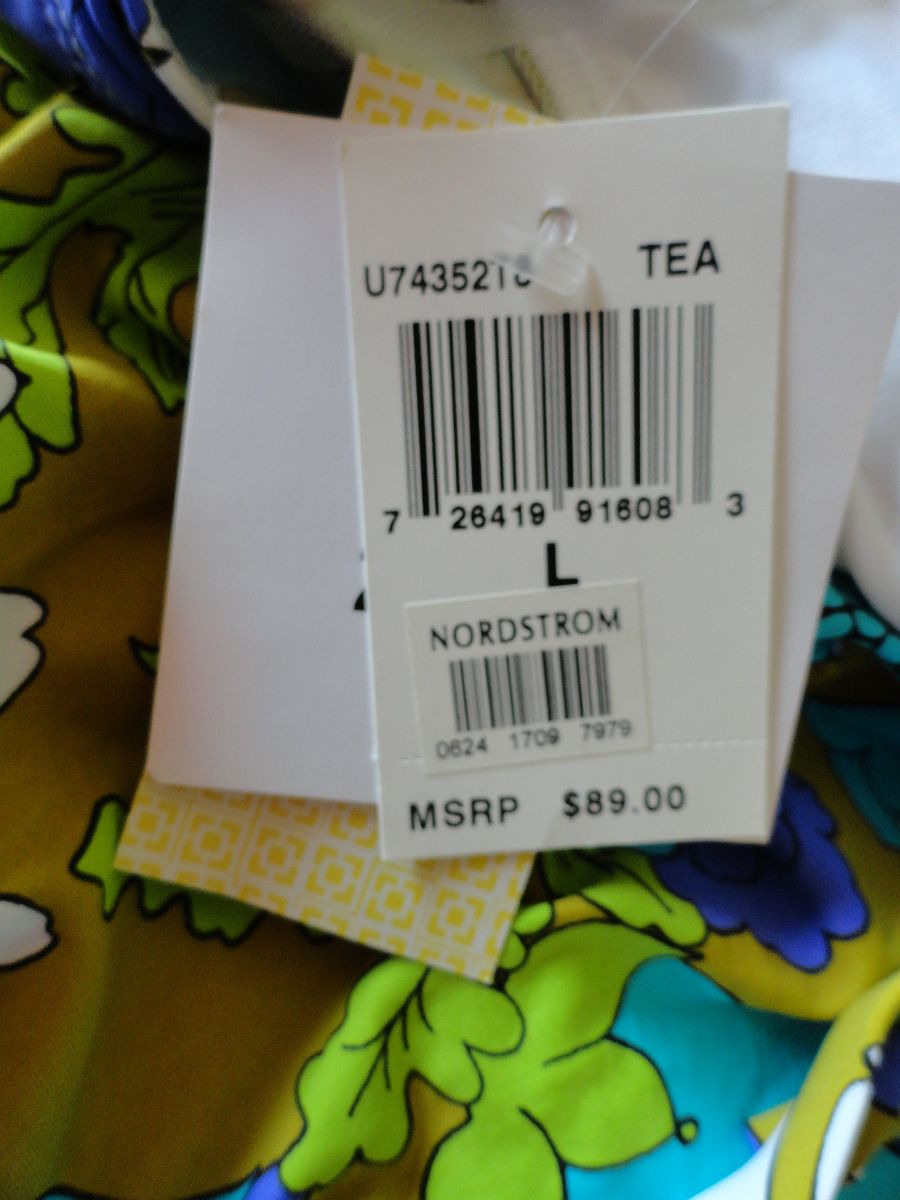 TEA
7 26419 91608 3
L
NORDSTROM
0624 1709 7979
MSRP $89.00